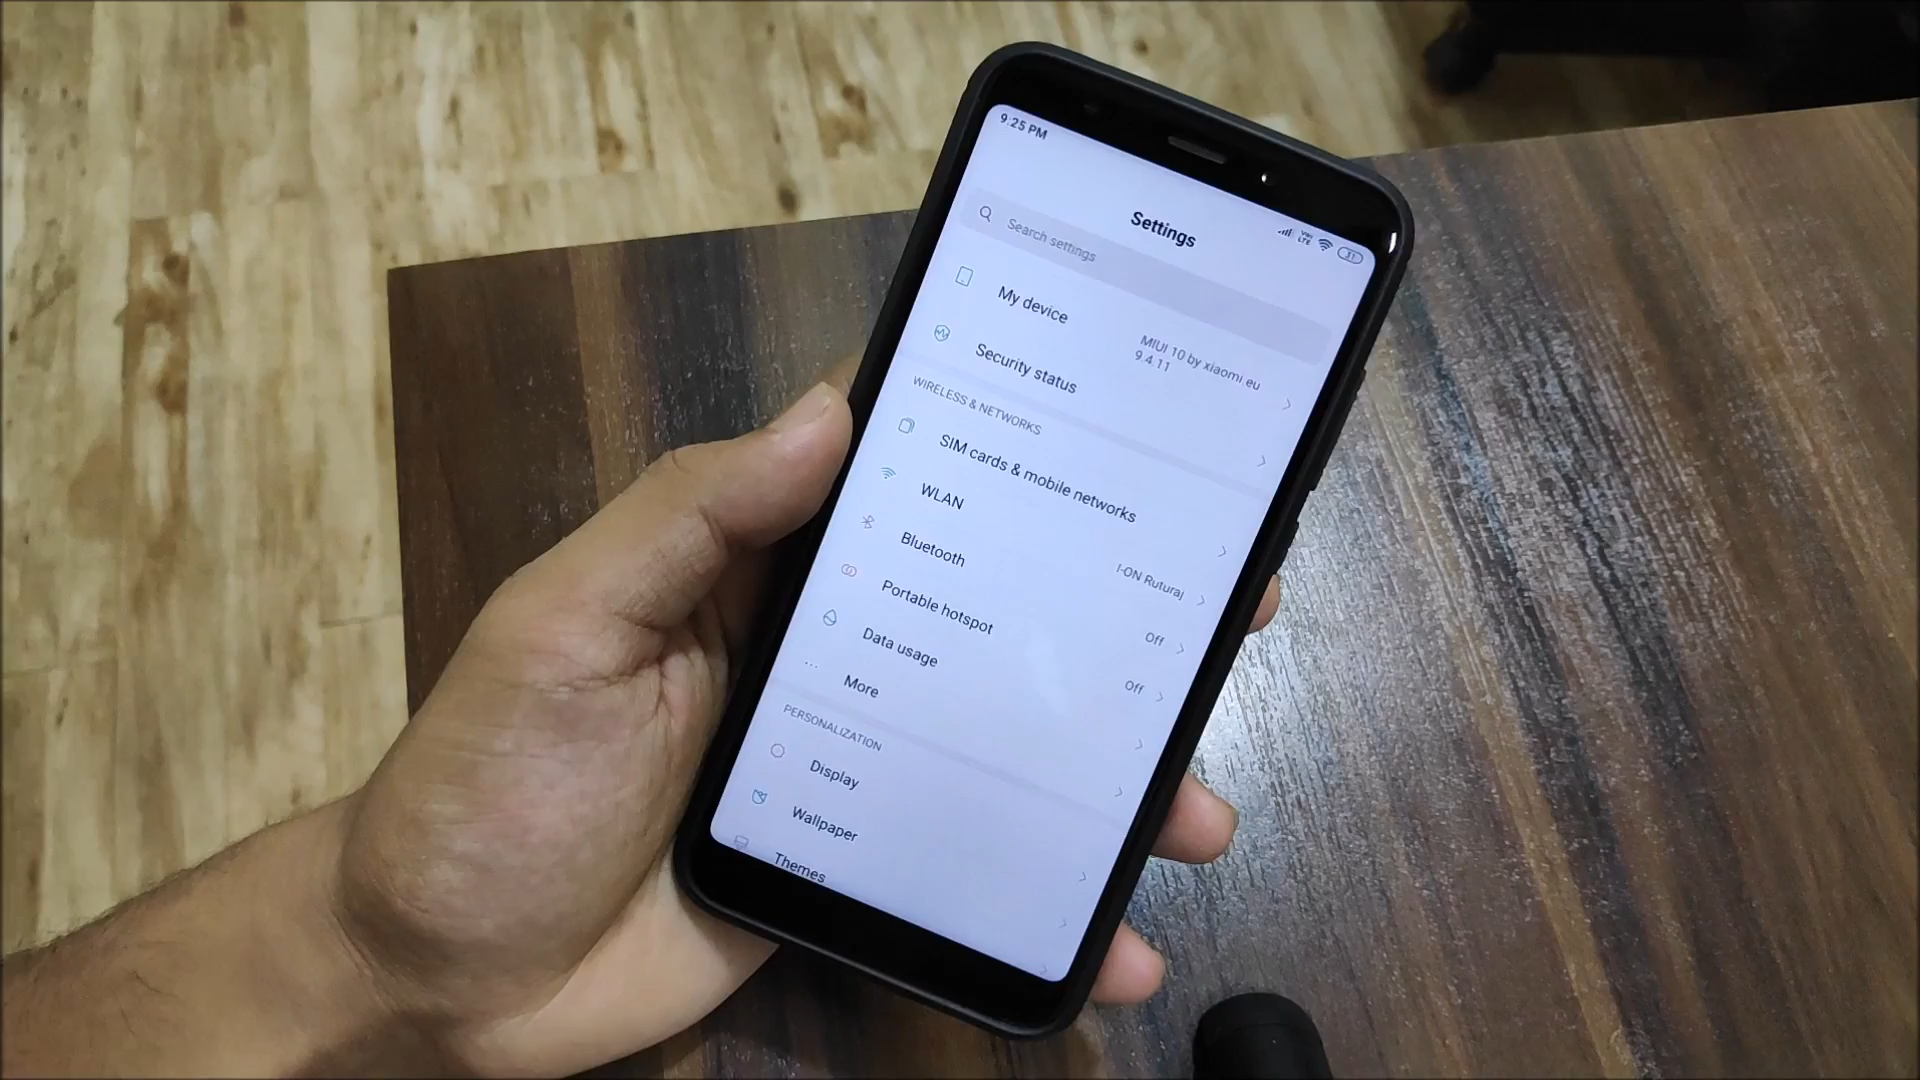 9:25 PM
VoLTE
31
Settings
Search settings
My device
MIUI 10 by xiaomi.eu
9.4.11
Security status
WIRELESS & NETWORKS
SIM cards & mobile networks
WLAN
I-ON Ruturaj
Bluetooth
Off
Portable hotspot
Off
Data usage
More
PERSONALIZATION
Display
Wallpaper
Themes